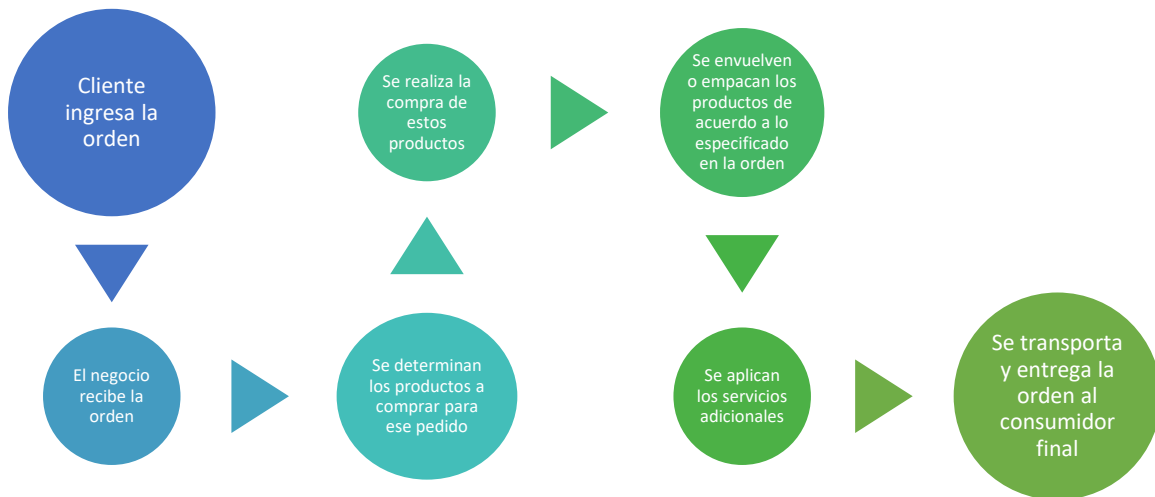 Cliente
ingresa la
orden
El negocio
recibe la
orden
Se determinan
los productos a
comprar para
ese pedido
Se realiza la
compra de
estos
productos
Se envuelven
o empacan los
productos de
acuerdo a lo
especificado
en la orden
Se aplican
los servicios
adicionales
Se transporta
y entrega la
orden al
consumidor
final